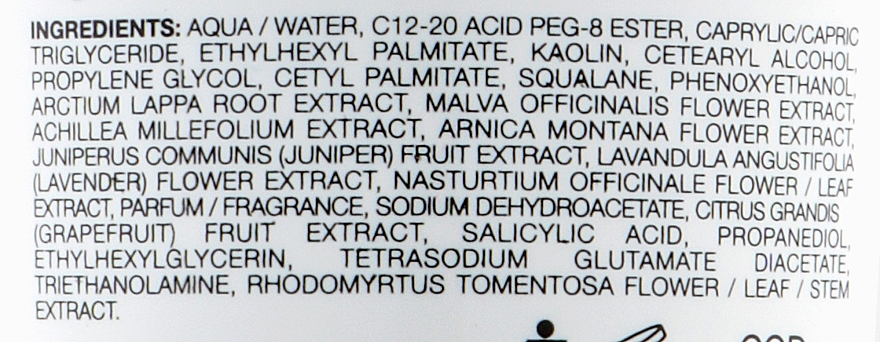 INGREDIENTS: AQUA / WATER, C12-20 ACID PEG-8 ESTER, CAPRYLIC/CAPRIC
TRIGLYCERIDE, ETHYLHEXYL PALMITATE, KAOLIN, CETEARYL ALCOHOL,
PROPYLENE GLYCOL, CETYL PALMITATE, SQUALANE, PHENOXYETHANOL,
ARCTIUM LAPPA ROOT EXTRACT, MALVA OFFICINALIS FLOWER EXTRACT,
ACHILLEA MILLEFOLIUM EXTRACT, ARNICA MONTANA FLOWER EXTRACT,
JUNIPERUS COMMUNIS (JUNIPER) FRUIT EXTRACT, LAVANDULA ANGUSTIFOLIA
(LAVENDER) FLOWER EXTRACT, NASTURTIUM OFFICINALE FLOWER / LEAF
EXTRACT, PARFUM / FRAGRANCE, SODIUM DEHYDROACETATE, CITRUS GRANDIS
(GRAPEFRUIT) FRUIT EXTRACT, SALICYLIC ACID, PROPANEDIOL,
ETHYLHEXYLGLYCERIN, TETRASODIUM GLUTAMATE DIACETATE,
TRIETHANOLAMINE, RHODOMYRTUS TOMENTOSA FLOWER / LEAF / STEM
EXTRACT.